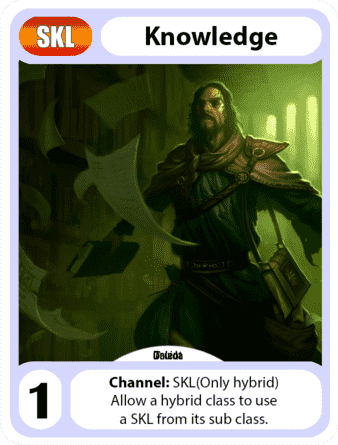 SKL
Knowledge
1
Channel: SKL(Only hybrid)
Allow a hybrid class to use
a SKL from its sub class.